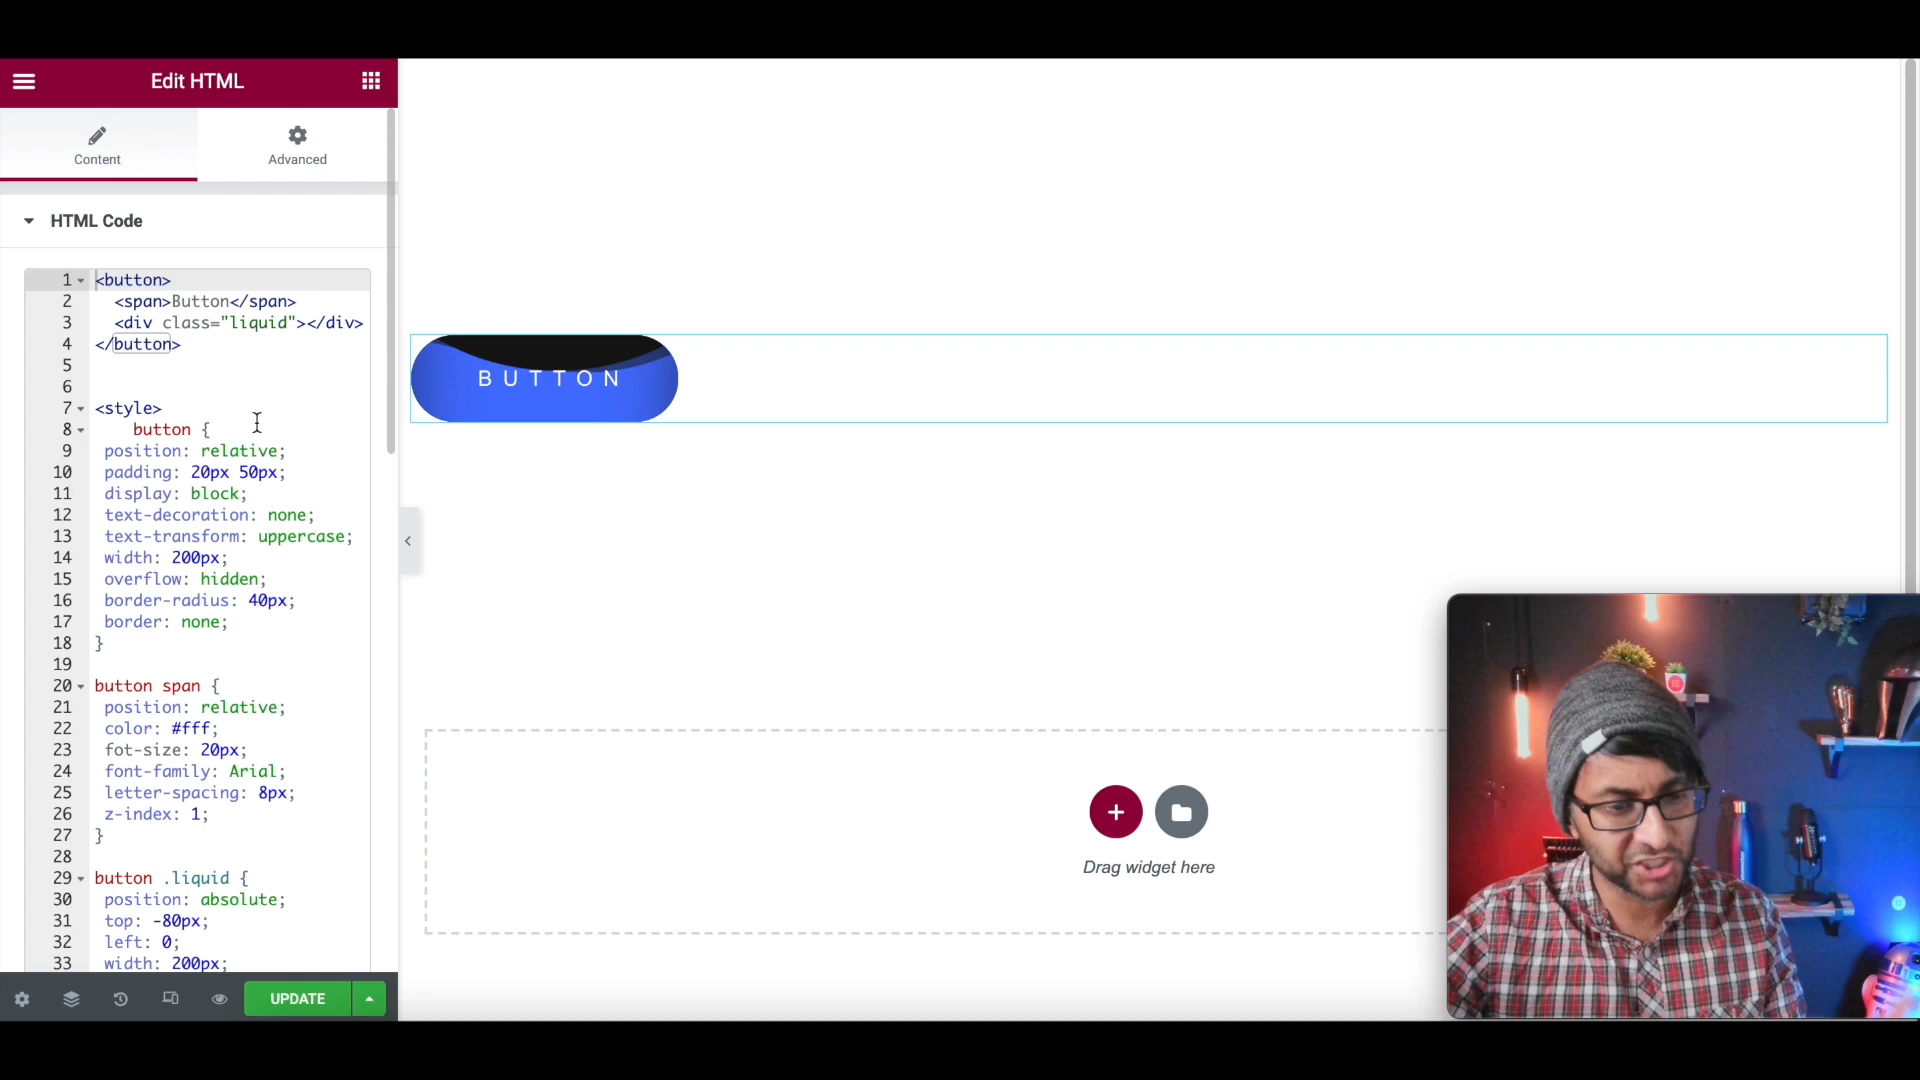 Edit HTML
Content
Advanced
HTML Code
1 <button>
2 <span>Button</span>
3 <div class="liquid"></div>
4 </button>
5
6
7 <style>
8 button {
9 position: relative;
10 padding: 20px 50px;
11 display: block;
12 text-decoration: none;
13 text-transform: uppercase;
14 width: 200px;
15 overflow: hidden;
16 border-radius: 40px;
17 border: none;
18 }
19
20 button span {
21 position: relative;
22 color: #fff;
23 fot-size: 20px;
24 font-family: Arial;
25 letter-spacing: 8px;
26 z-index: 1;
27 }
28
29 button .liquid {
30 position: absolute;
31 top: -80px;
32 left: 0;
33 width: 200px;
UPDATE
BUTTON
Drag widget here